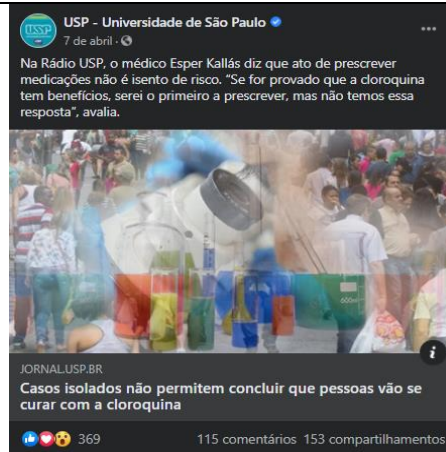 USP - Universidade de São Paulo
7 de abril ·
Na Rádio USP, o médico Esper Kallás diz que ato de prescrever
medicações não é isento de risco. "Se for provado que a cloroquina
tem benefícios, serei o primeiro a prescrever, mas não temos essa
resposta", avalia.
600ml
JORNAL.USP.BR
Casos isolados não permitem concluir que pessoas vão se
curar com a cloroquina
369
115 comentários 153 compartilhamentos